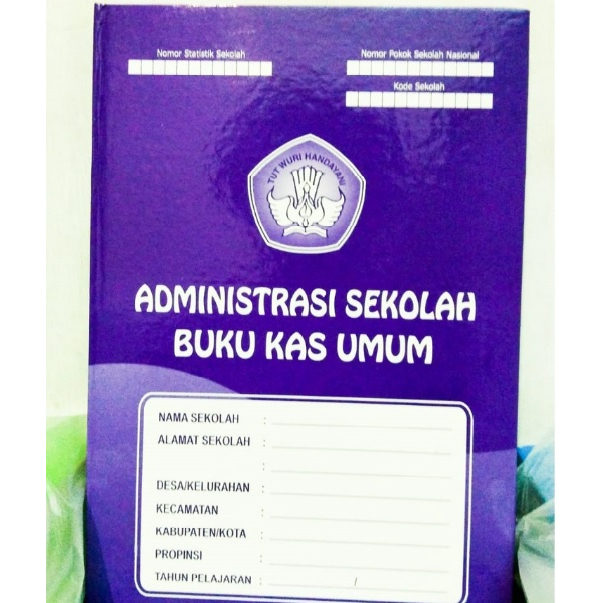 Nomor Statistik Sekolah
Nomor Pokok Sekolah Nasional
Kode Sekolah
TUT WURI HANDAYANI
ADMINISTRASI SEKOLAH
BUKU KAS UMUM
NAMA SEKOLAH :
ALAMAT SEKOLAH :
:
DESA/KELURAHAN :
KECAMATAN :
KABUPATEN/KOTA :
PROPINSI :
TAHUN PELAJARAN : /